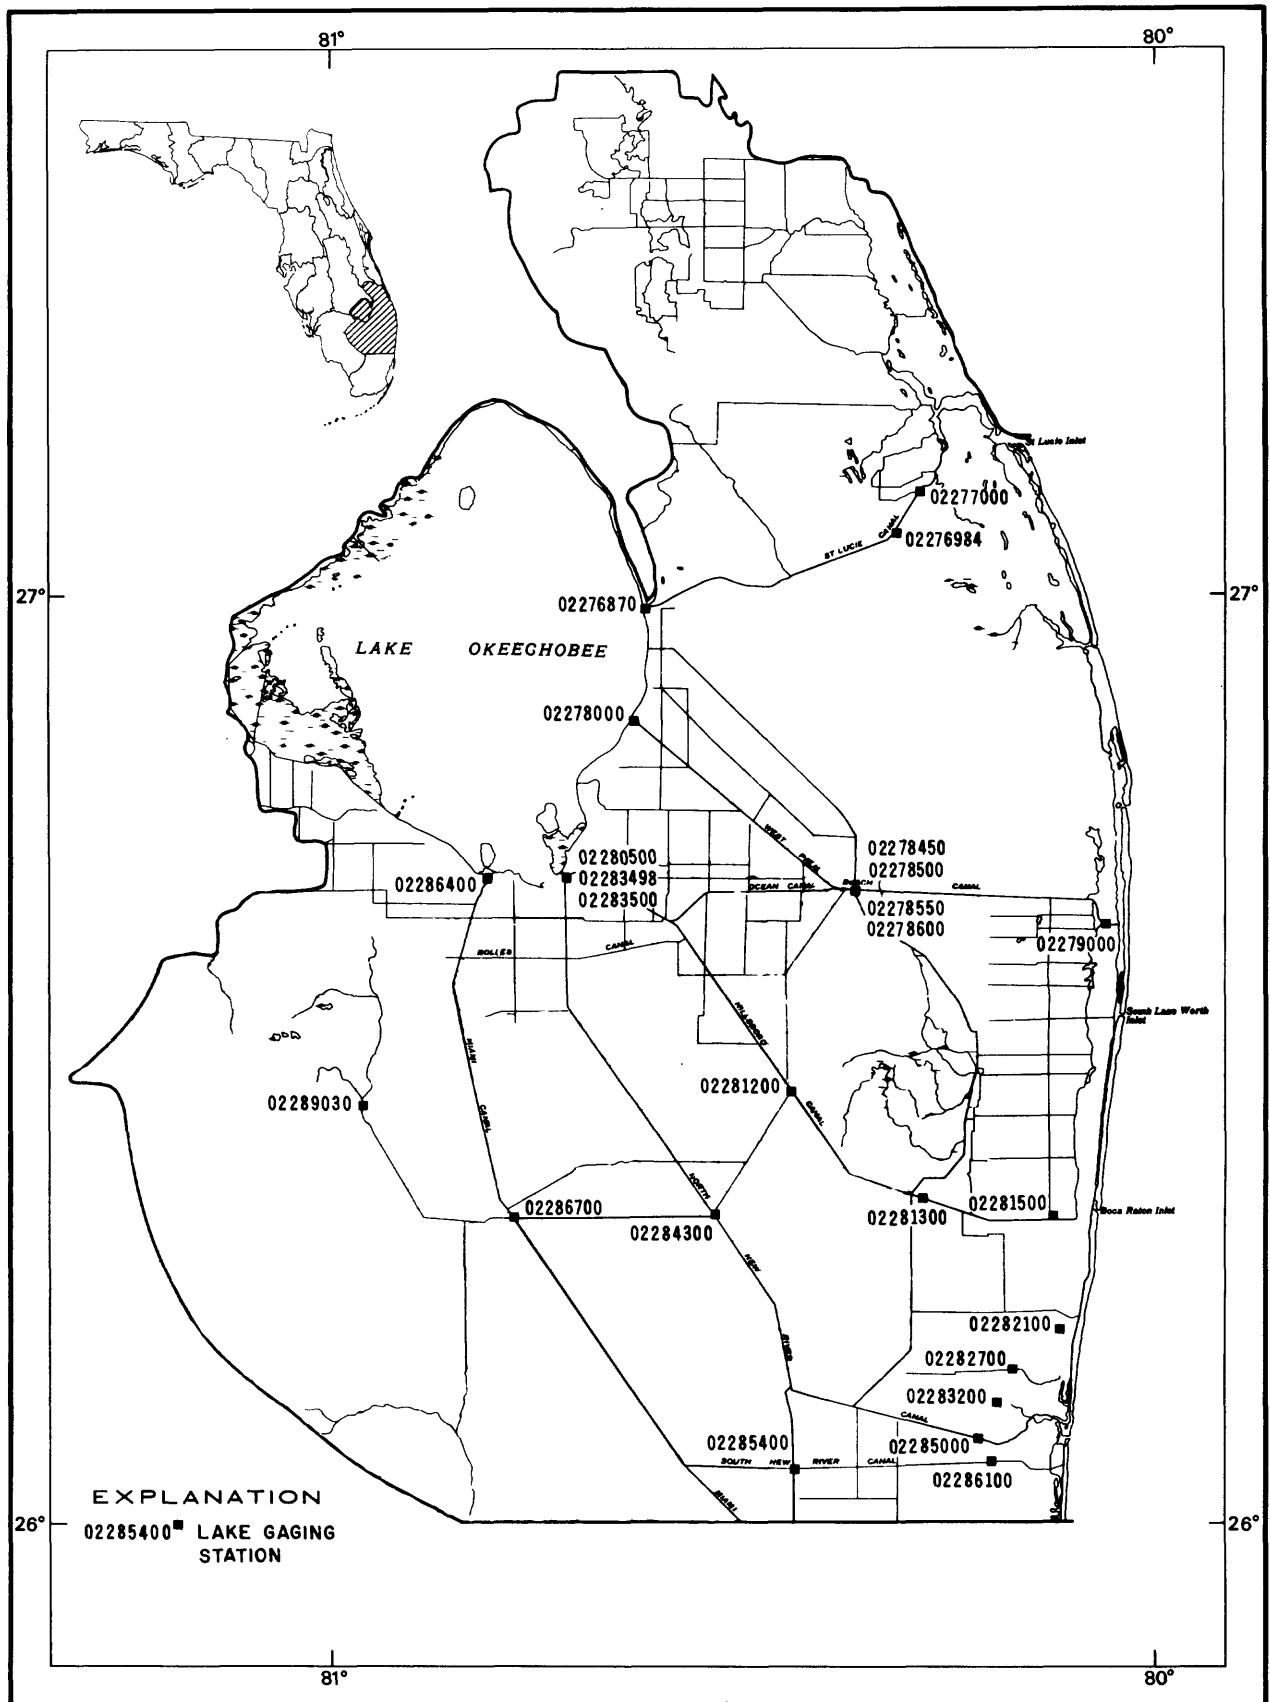 81°
80°
St Lucie Inlet
02277000
ST LUCIE CANAL
02276984
27°
27°
02276870
LAKE OKEECHOBEE
02278000
WEST PALM BEACH CANAL
02278450
02278500
02280500
02283498
02283500
02286400
OCEAN CANAL
02278550
02278600
02279000
BOLLES CANAL
HILLSBORO CANAL
South Lake Worth
Inlet
MIAMI CANAL
02281200
02289030
NORTH NEW RIVER CANAL
02286700
02284300
02281300
02281500
Boca Raton Inlet
02282100
02282700
02283200
02285000
02285400
SOUTH NEW RIVER CANAL
02286100
MIAMI
EXPLANATION
02285400 LAKE GAGING
STATION
26°
26°
81°
80°